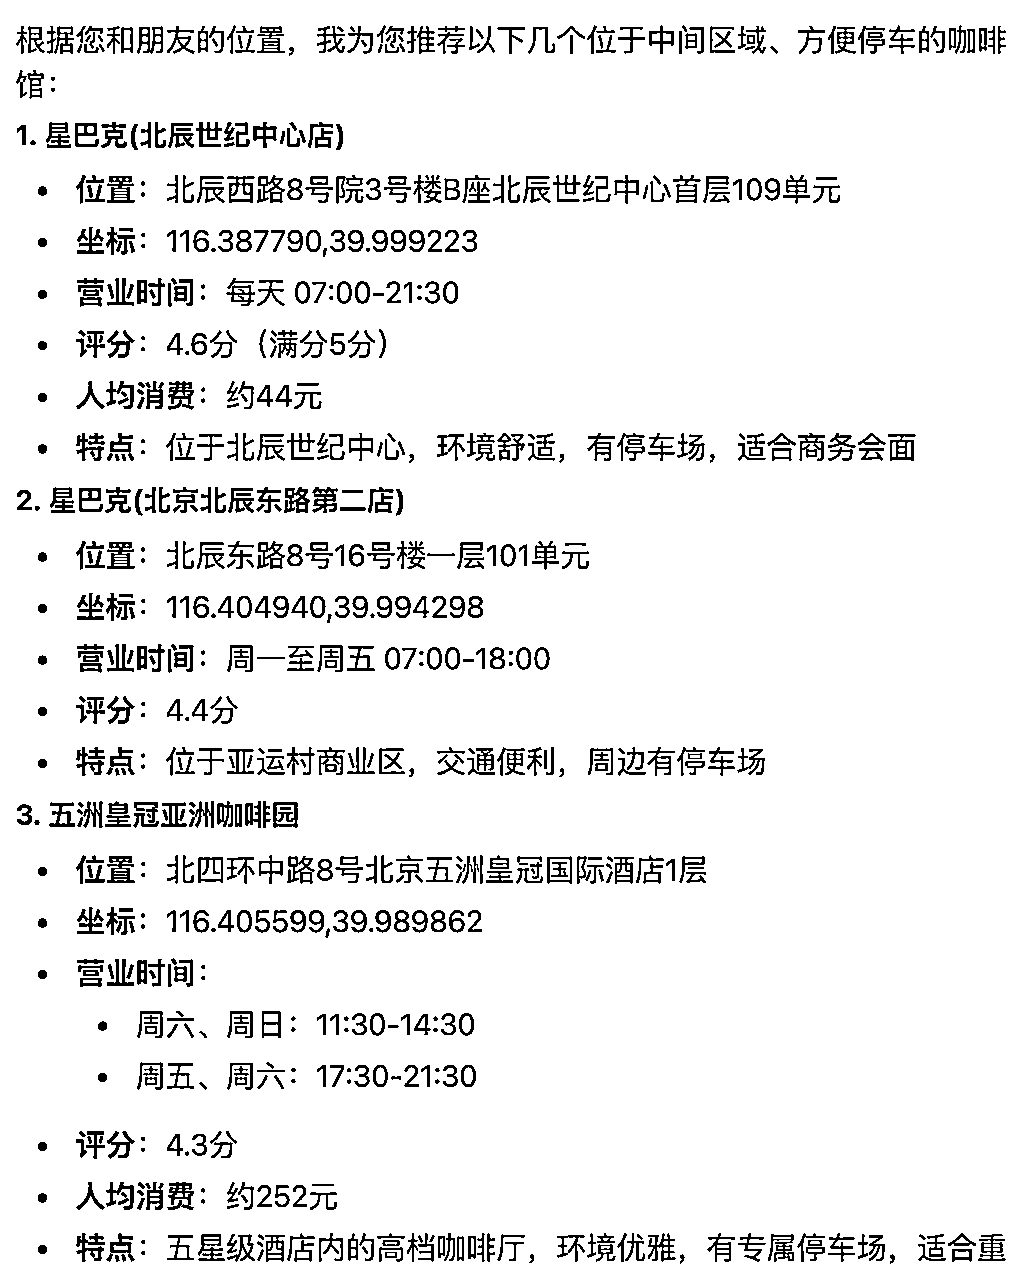 根据您和朋友的位置，我为您推荐以下几个位于中间区域、方便停车的咖啡
馆：
1. 星巴克(北辰世纪中心店)
• 位置：北辰西路8号院3号楼B座北辰世纪中心首层109单元
• 坐标：116.387790,39.999223
• 营业时间：每天 07:00-21:30
• 评分：4.6分（满分5分）
• 人均消费：约44元
• 特点：位于北辰世纪中心，环境舒适，有停车场，适合商务会面
2. 星巴克(北京北辰东路第二店)
• 位置：北辰东路8号16号楼一层101单元
• 坐标：116.404940,39.994298
• 营业时间：周一至周五 07:00-18:00
• 评分：4.4分
• 特点：位于亚运村商业区，交通便利，周边有停车场
3. 五洲皇冠亚洲咖啡园
• 位置：北四环中路8号北京五洲皇冠国际酒店1层
• 坐标：116.405599,39.989862
• 营业时间：
• 周六、周日：11:30-14:30
• 周五、周六：17:30-21:30
• 评分：4.3分
• 人均消费：约252元
• 特点：五星级酒店内的高档咖啡厅，环境优雅，有专属停车场，适合重